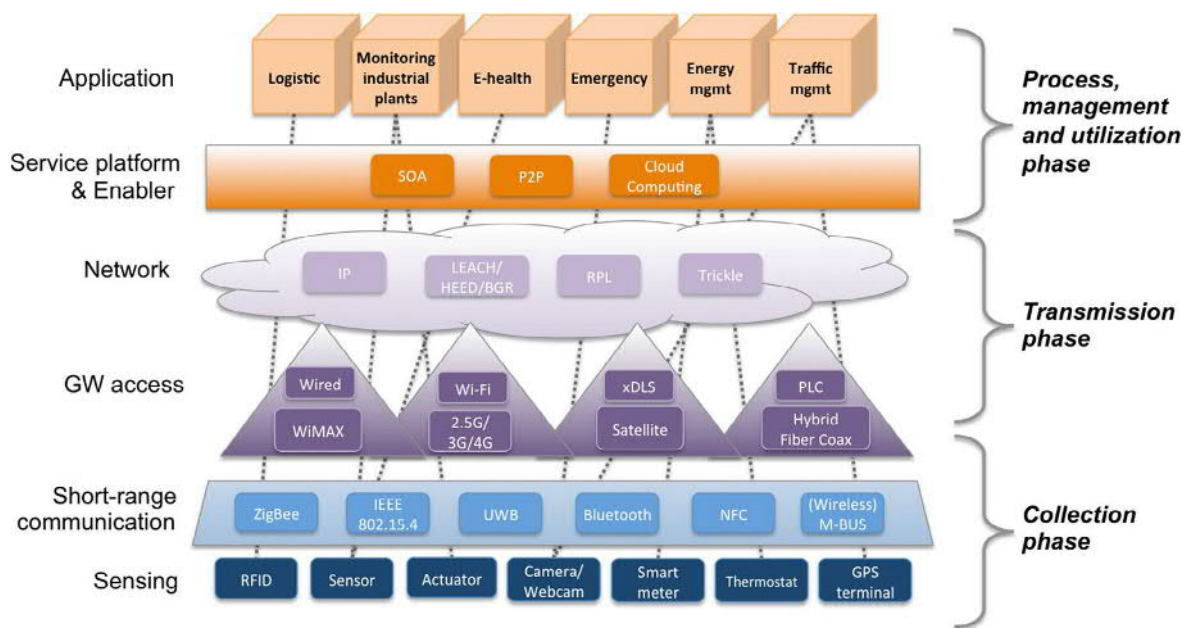 Application
Logistic
Monitoring
industrial
plants
E-health
Emergency
Energy
mgmt
Traffic
mgmt
Process,
management
and utilization
phase
Service platform
& Enabler
SOA
P2P
Cloud
Computing
Network
IP
LEACH/
HEED/BGR
RPL
Trickle
Transmission
phase
GW access
Wired
Wi-Fi
xDLS
PLC
WiMAX
2.5G/
3G/4G
Satellite
Hybrid
Fiber Coax
Short-range
communication
ZigBee
IEEE
802.15.4
UWB
Bluetooth
NFC
(Wireless)
M-BUS
Collection
phase
Sensing
RFID
Sensor
Actuator
Camera/
Webcam
Smart
meter
Thermostat
GPS
terminal